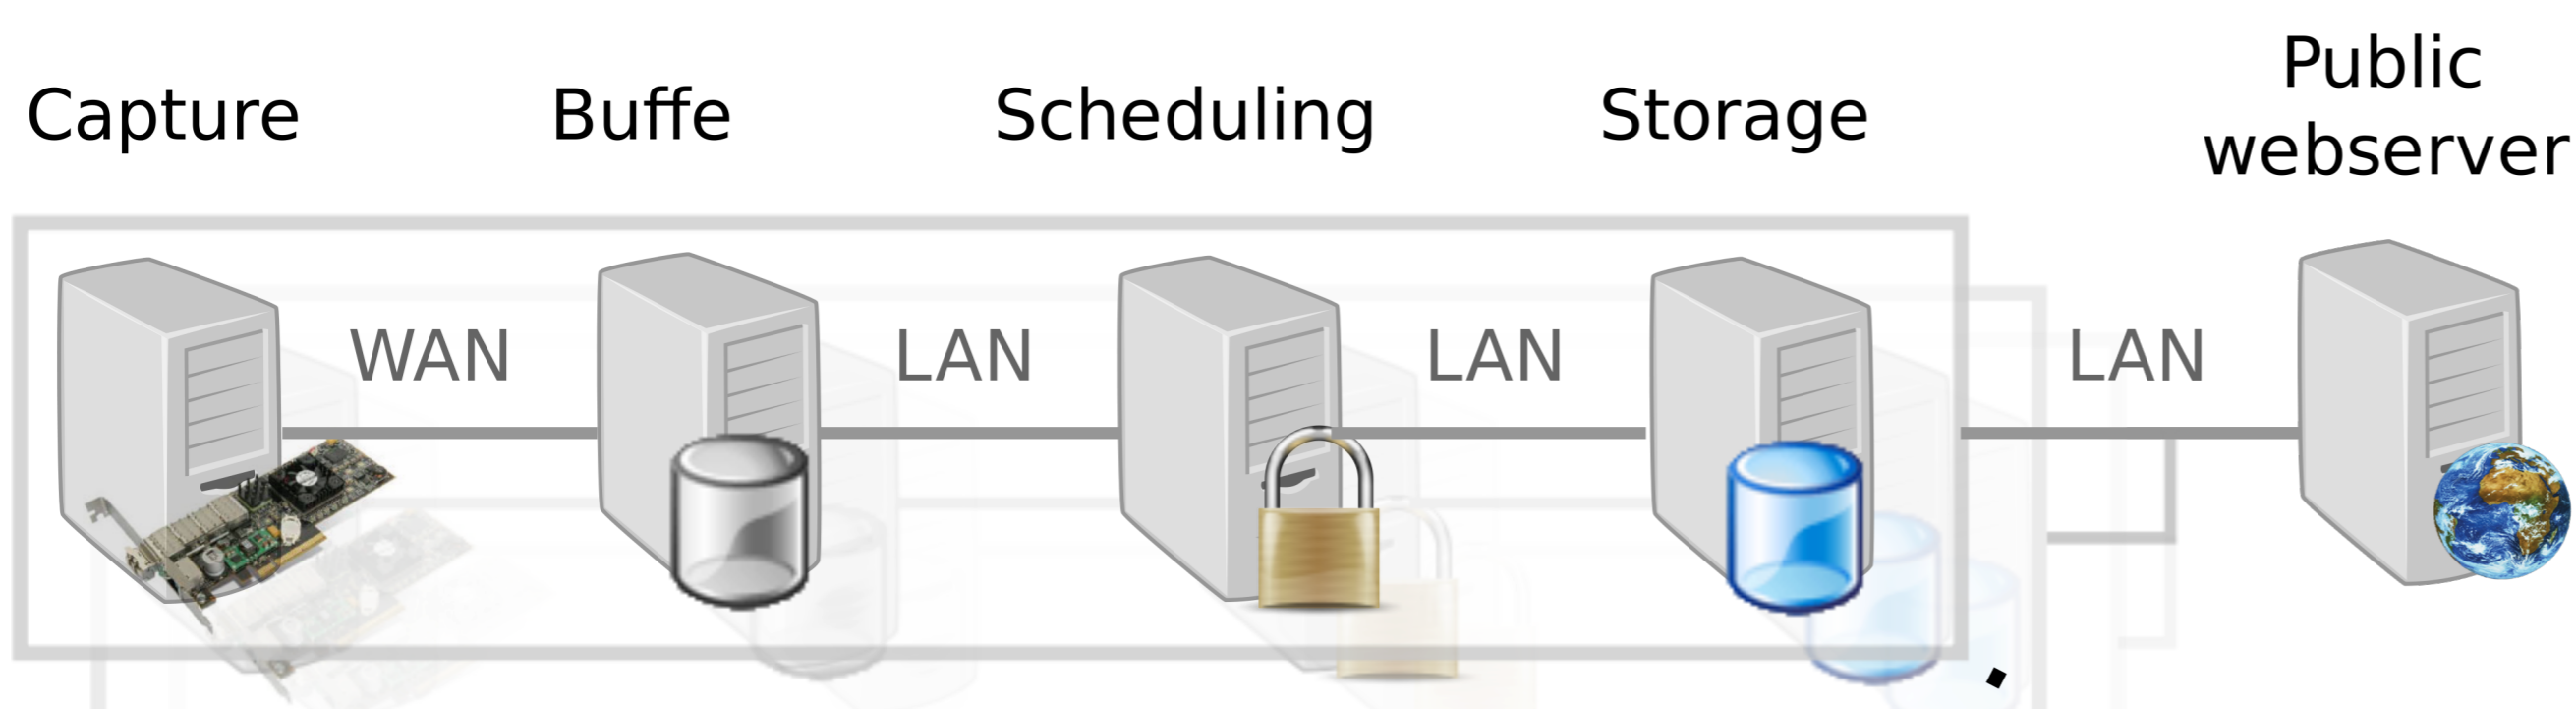 Capture
Buffe
Scheduling
Storage
Public
webserver
WAN
LAN
LAN
LAN